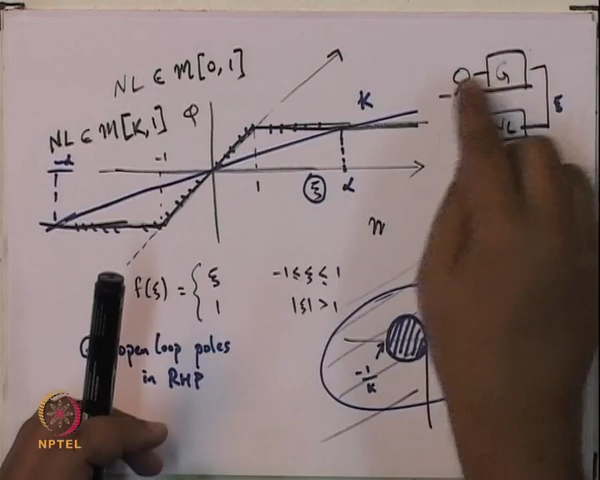 NL ∈ m[0,1]
NL ∈ m[K,1] φ
K
G
NL
ξ
-α
-1
1
ξ
α
m
f(ξ) = { ξ -1 ≤ ξ ≤ 1
1 |ξ| > 1
open loop poles
in RHP
-1/K
NPTEL